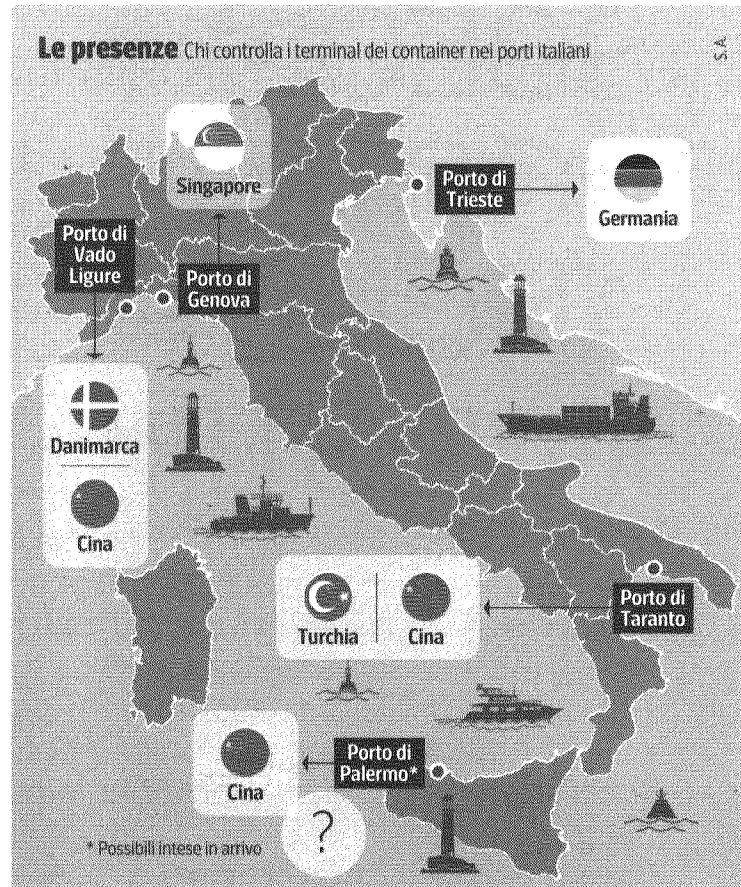 Le presenze Chi controlla i terminal dei container nei porti italiani
S.A.
Singapore
Porto di
Trieste
Germania
Porto di
Vado
Ligure
Porto di
Genova
Danimarca
Cina
Turchia
Cina
Porto di
Taranto
Cina
Porto di
Palermo*
?
* Possibili intese in arrivo